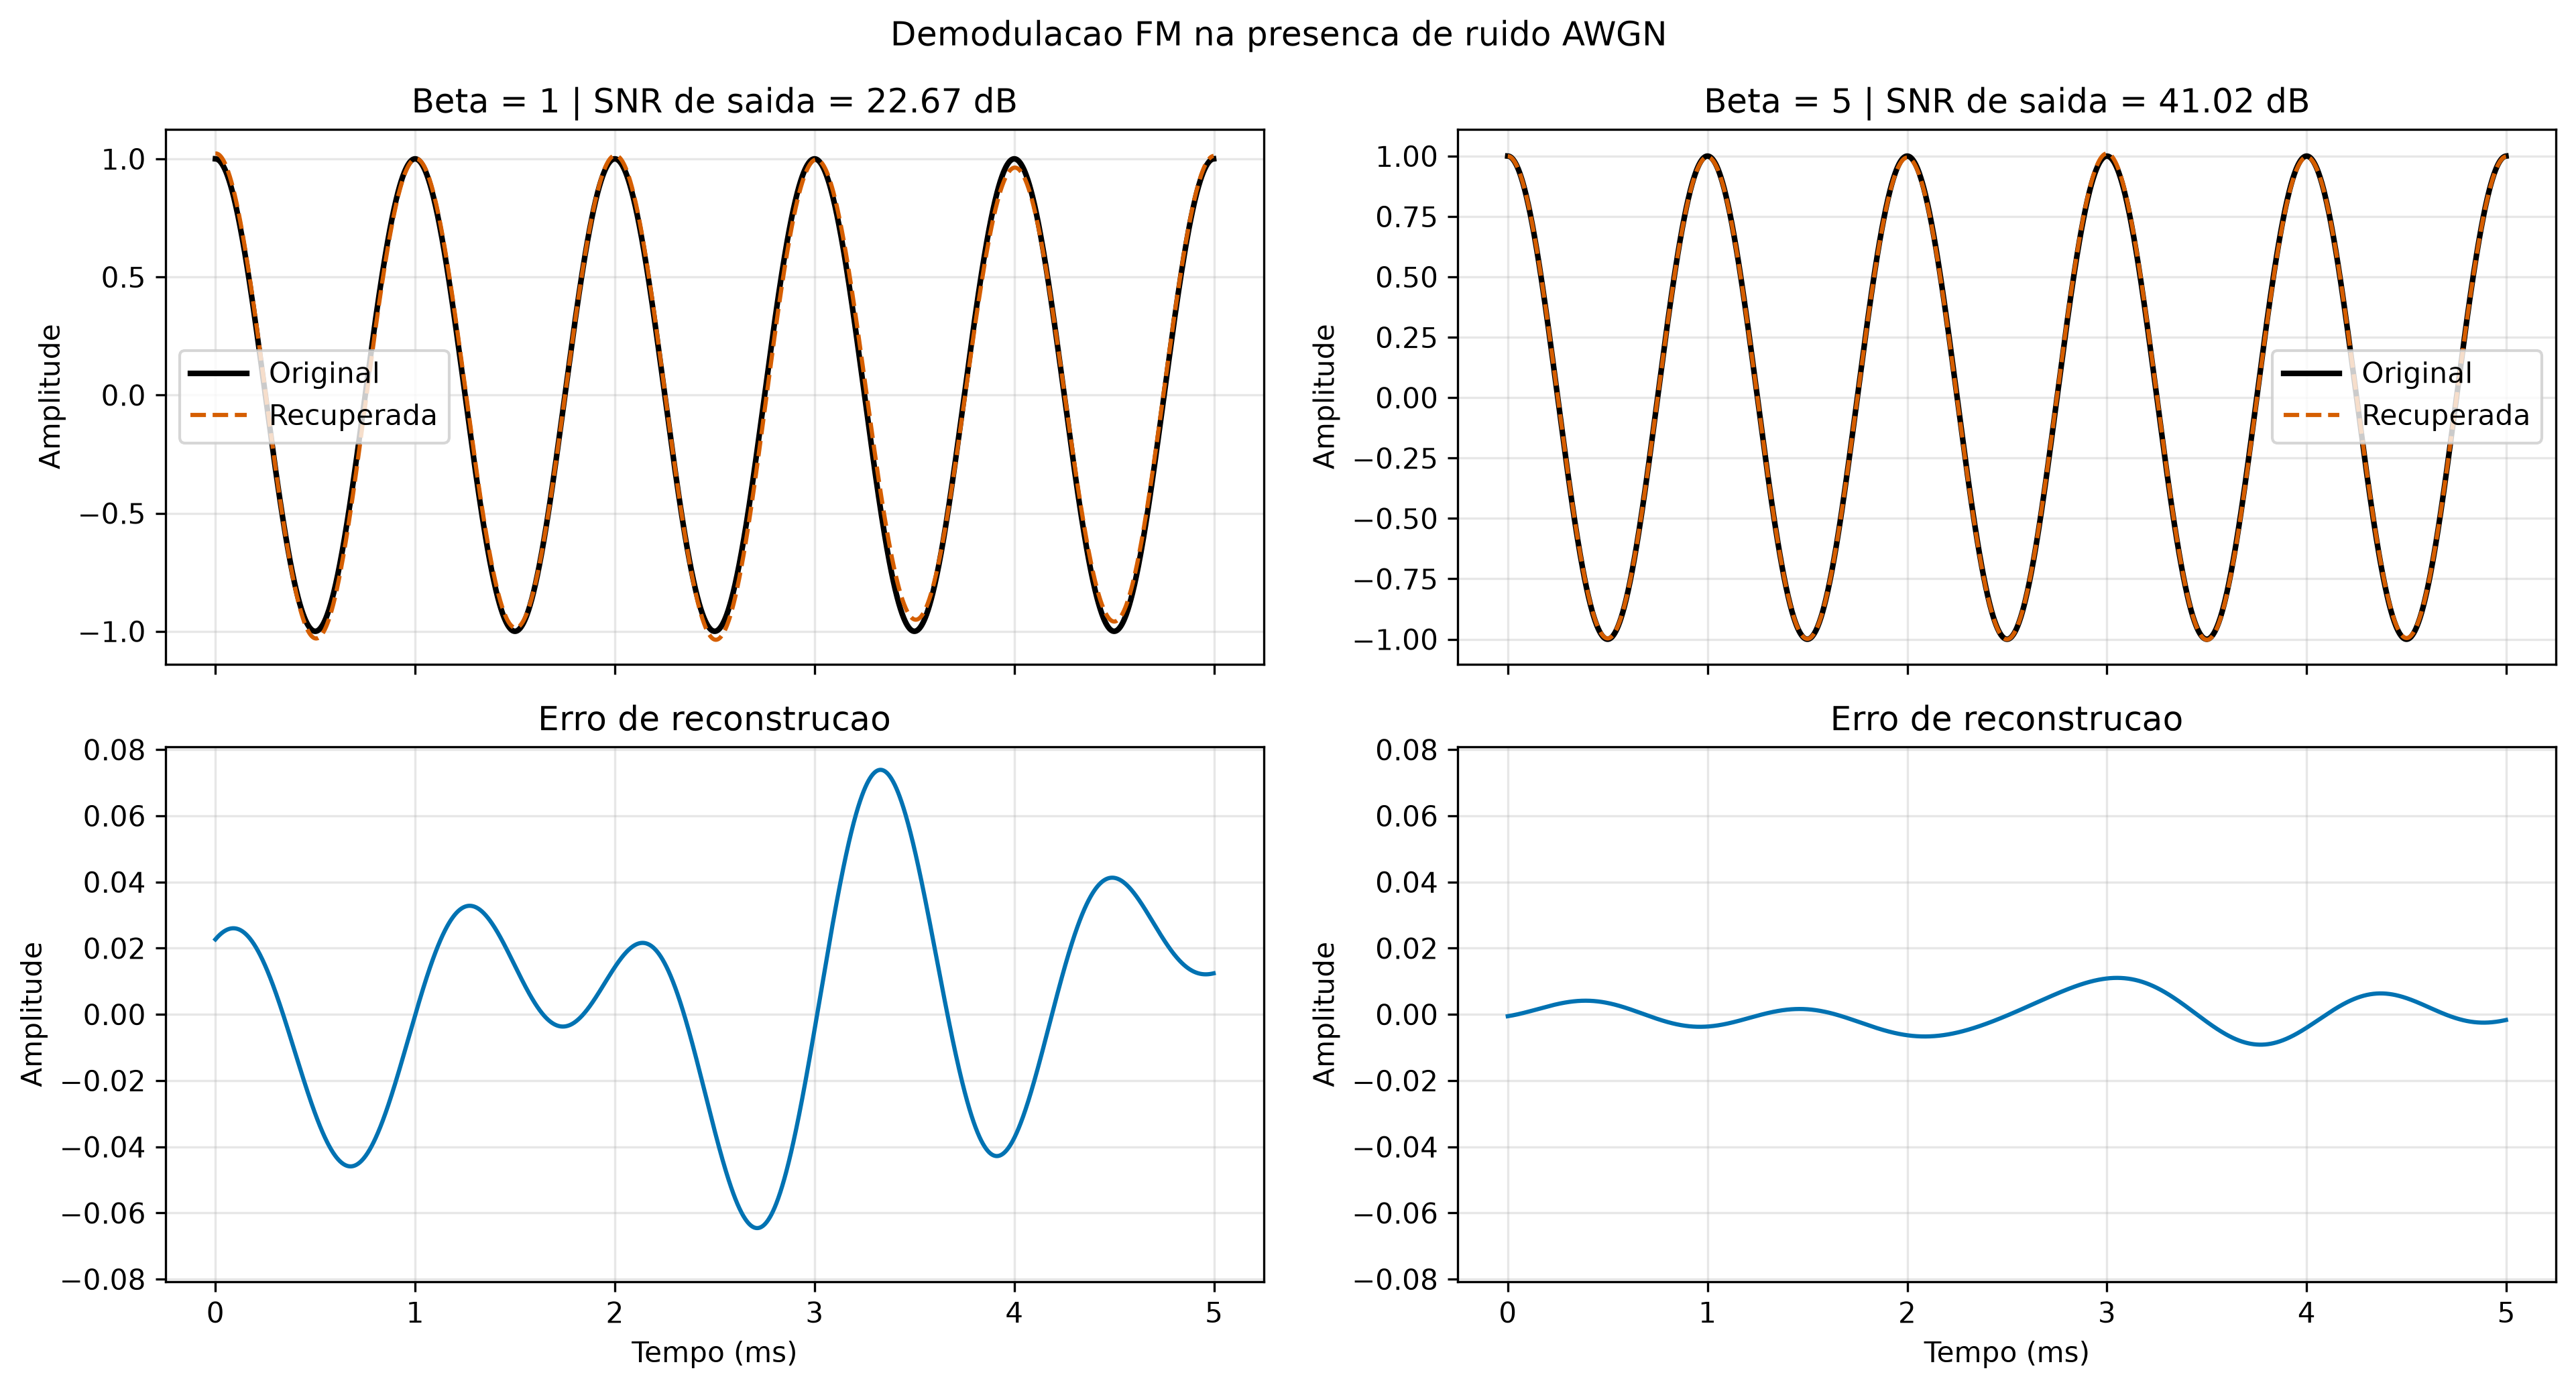 Demodulacao FM na presenca de ruido AWGN
Beta = 1 | SNR de saida = 22.67 dB
Amplitude
1.0
0.5
0.0
−0.5
−1.0
Original
Recuperada
Beta = 5 | SNR de saida = 41.02 dB
Amplitude
1.00
0.75
0.50
0.25
0.00
−0.25
−0.50
−0.75
−1.00
Original
Recuperada
Erro de reconstrucao
Amplitude
0.08
0.06
0.04
0.02
0.00
−0.02
−0.04
−0.06
−0.08
0 1 2 3 4 5
Tempo (ms)
Erro de reconstrucao
Amplitude
0.08
0.06
0.04
0.02
0.00
−0.02
−0.04
−0.06
−0.08
0 1 2 3 4 5
Tempo (ms)